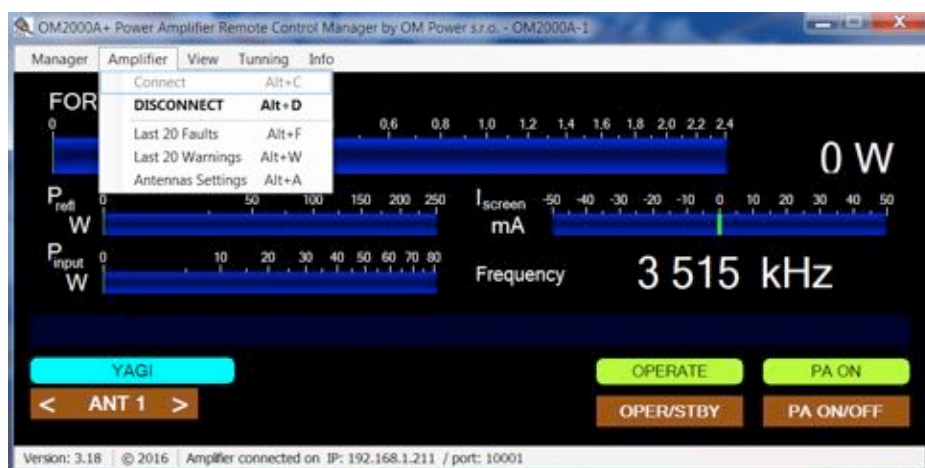 OM2000A+ Power Amplifier Remote Control Manager by OM Power s.r.o. - OM2000A-1
Manager Amplifier View Tunning Info
Connect Alt+C
DISCONNECT Alt+D
Last 20 Faults Alt+F
Last 20 Warnings Alt+W
Antennas Settings Alt+A
FOR
0 0,6 0,8 1,0 1,2 1,4 1,6 1,8 2,0 2,2 2,4
0 W
Prefl W
0 50 100 150 200 250
Iscreen mA
-50 -40 -30 -20 -10 0 10 20 30 40 50
Pinput W
0 10 20 30 40 50 60 70 80
Frequency 3 515 kHz
YAGI OPERATE PA ON
< ANT 1 > OPER/STBY PA ON/OFF
Version: 3.18 © 2016 Amplifier connected on IP: 192.168.1.211 / port: 10001